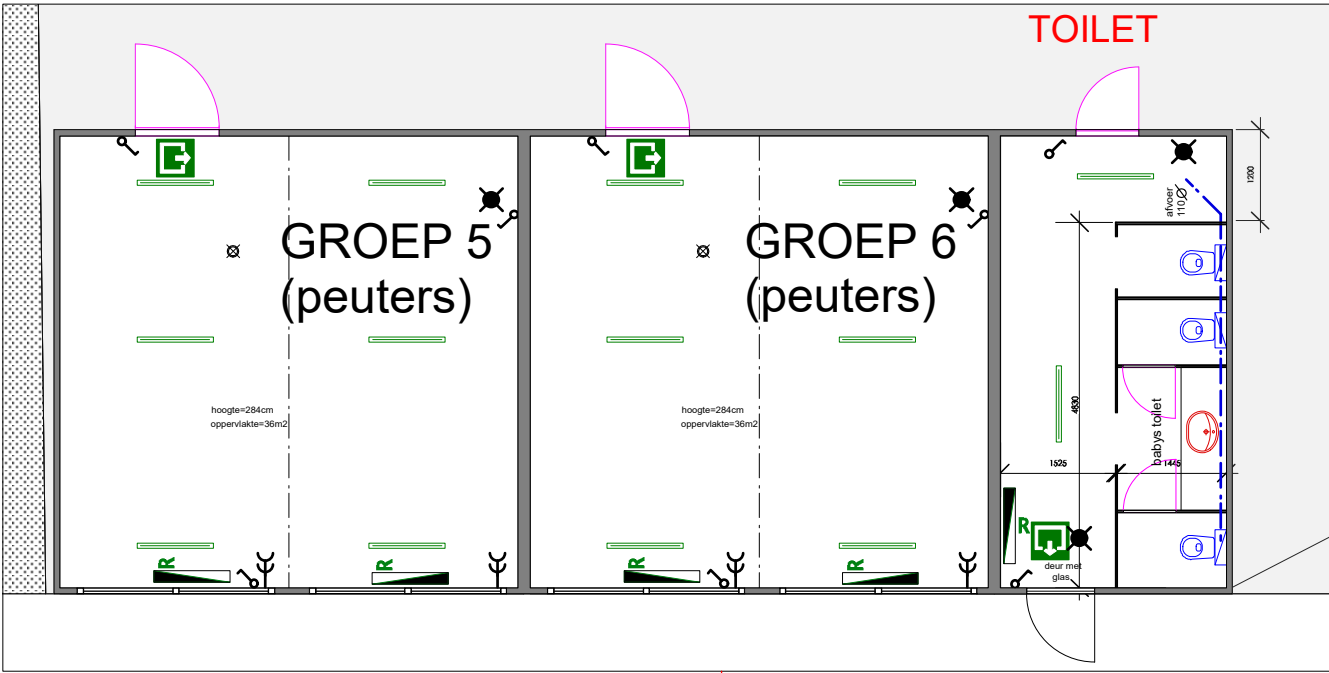 TOILET
GROEP 5
(peuters)
GROEP 6
(peuters)
afvoer
110
1200
hoogte=284cm
oppervlakte=36m2
hoogte=284cm
oppervlakte=36m2
4830
babys toilet
1525
1445
R
R
R
R
R
deur met
glas